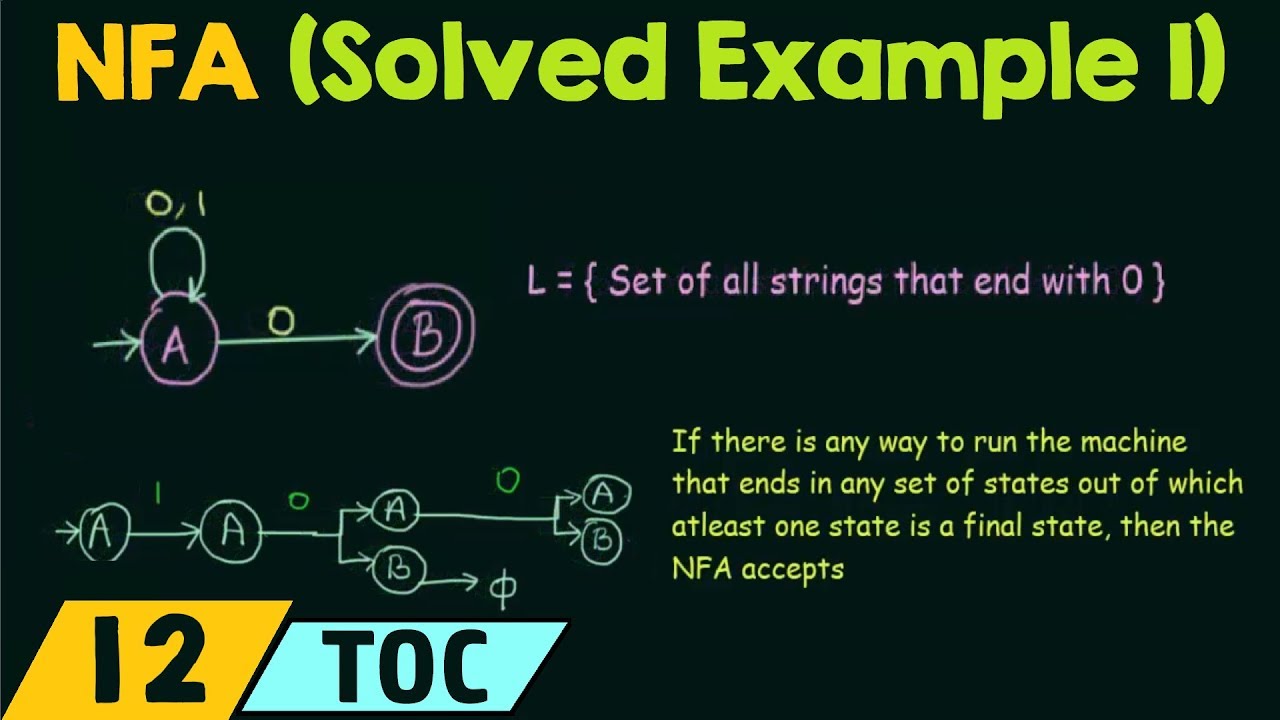 NFA (Solved Example 1)
0,1
L = { Set of all strings that end with 0 }
0
A
B
If there is any way to run the machine
that ends in any set of states out of which
atleast one state is a final state, then the
NFA accepts
1
0
0
A
A
A
A
B
B
ϕ
12
TOC